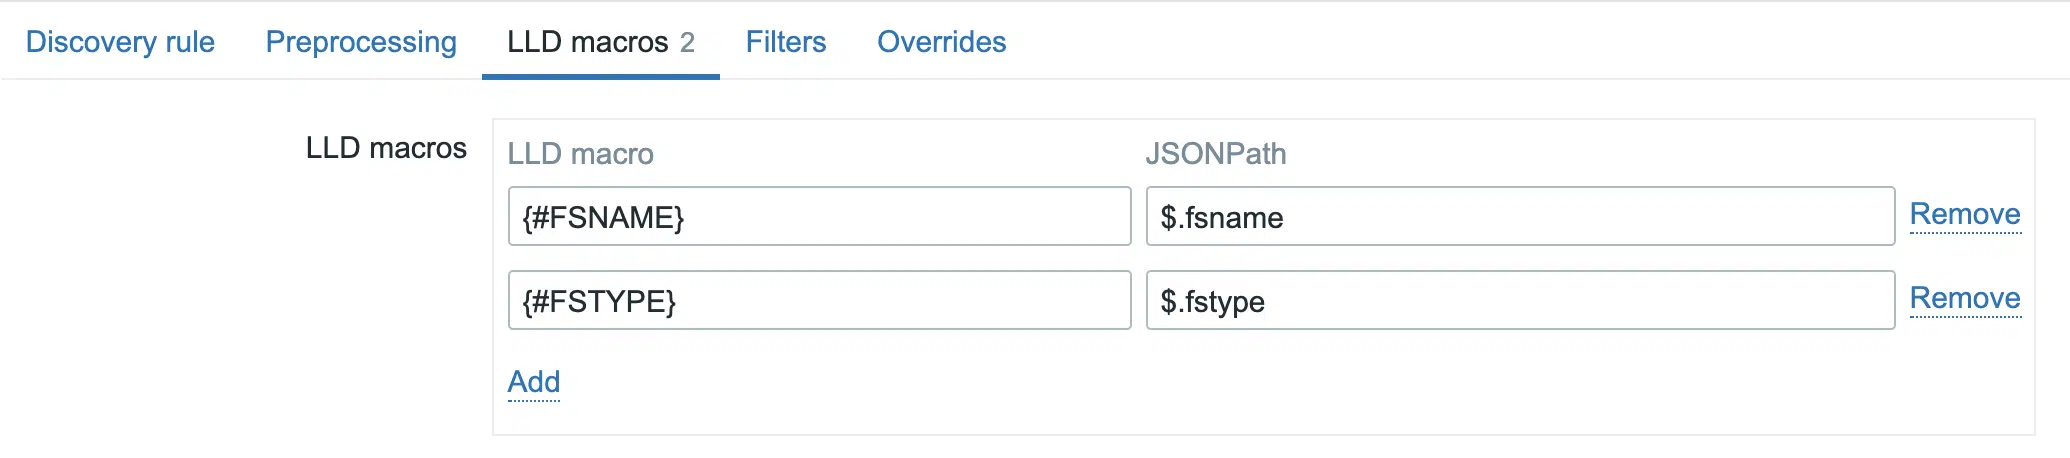 Discovery rule Preprocessing LLD macros 2 Filters Overrides
LLD macros LLD macro JSONPath
{#FSNAME} $.fsname Remove
{#FSTYPE} $.fstype Remove
Add